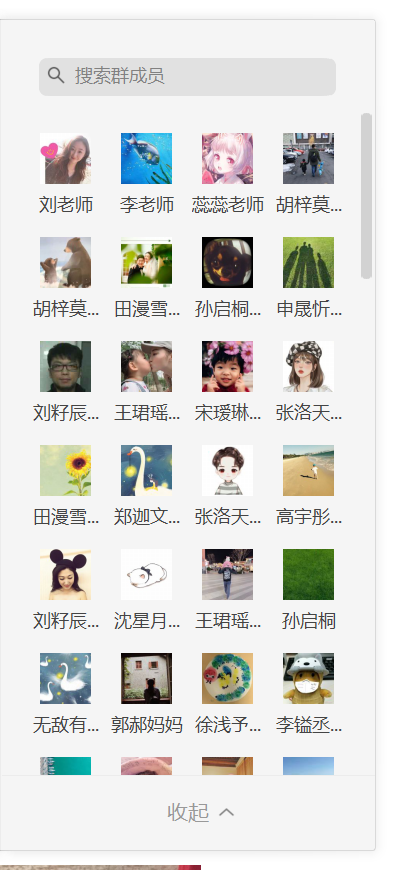 搜索群成员
刘老师 李老师 蕊蕊老师 胡梓莫...
胡梓莫... 田漫雪... 孙启桐... 申晟忻...
刘籽辰... 王珺瑶... 宋瑷琳... 张洛天...
田漫雪... 郑迦文... 张洛天... 高宇彤...
刘籽辰... 沈星月... 王珺瑶... 孙启桐
无敌有... 郭郝妈妈 徐浅予... 李镒丞...
收起